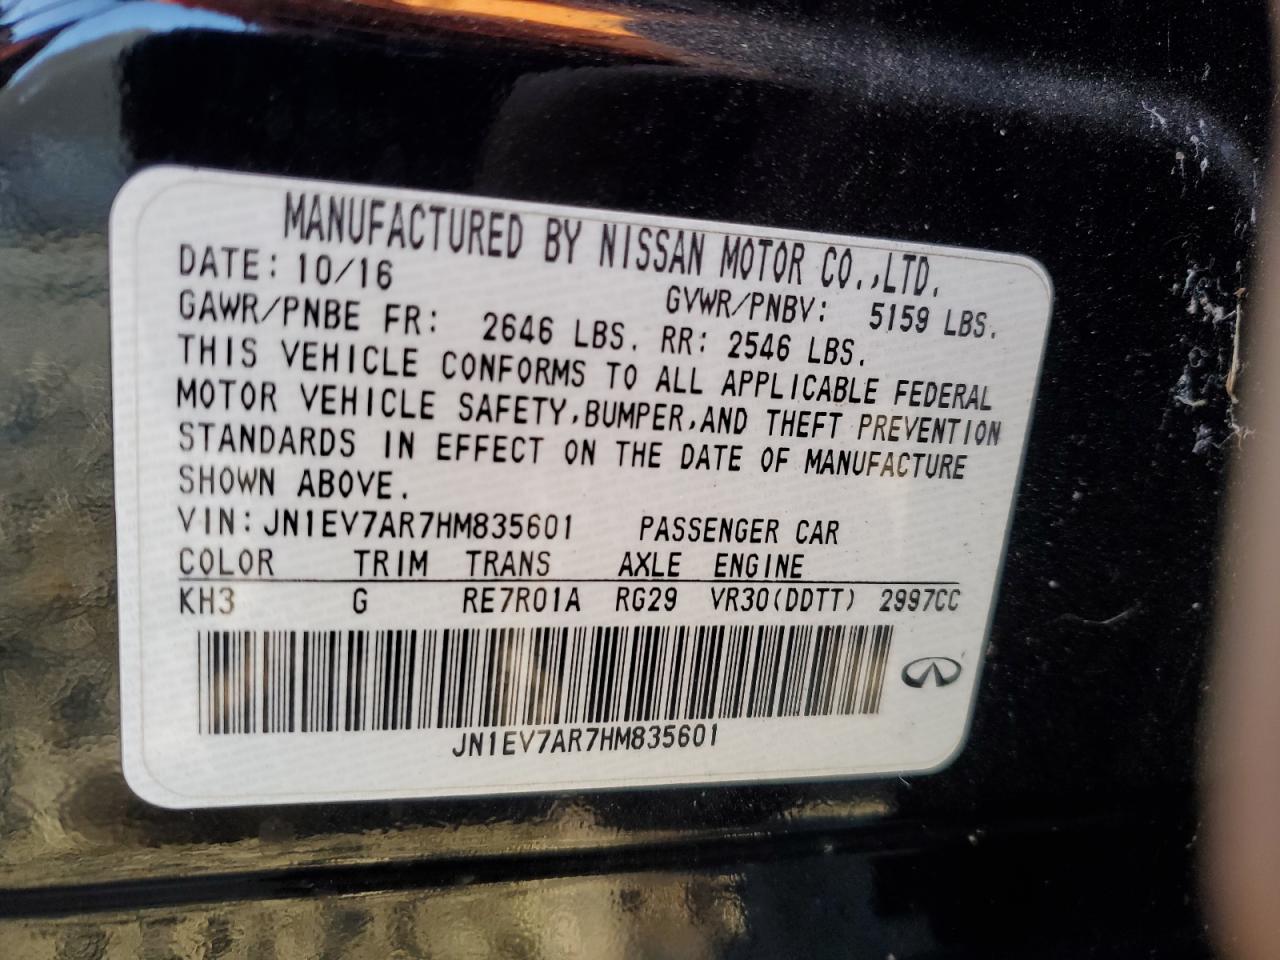 MANUFACTURED BY NISSAN MOTOR CO.,LTD.
DATE: 10/16 GVWR/PNBV: 5159 LBS.
GAWR/PNBE FR: 2646 LBS. RR: 2546 LBS.
THIS VEHICLE CONFORMS TO ALL APPLICABLE FEDERAL
MOTOR VEHICLE SAFETY,BUMPER,AND THEFT PREVENTION
STANDARDS IN EFFECT ON THE DATE OF MANUFACTURE
SHOWN ABOVE.
VIN:JN1EV7AR7HM835601 PASSENGER CAR
COLOR TRIM TRANS AXLE ENGINE
KH3 G RE7R01A RG29 VR30(DDTT) 2997CC
JN1EV7AR7HM835601